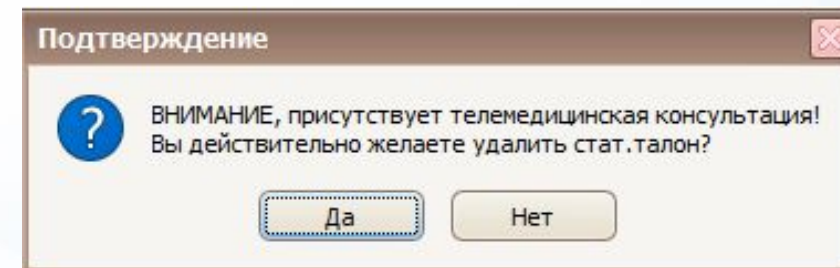 Подтверждение
ВНИМАНИЕ, присутствует телемедицинская консультация!
Вы действительно желаете удалить стат.талон?
Да
Нет